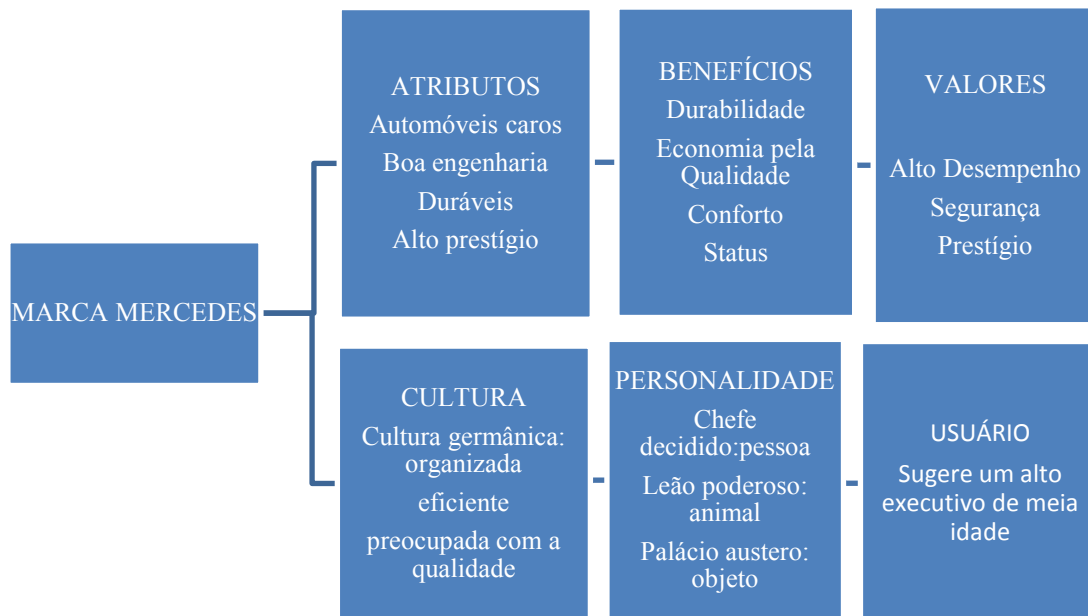 MARCA MERCEDES
ATRIBUTOS
Automóveis caros
Boa engenharia
Duráveis
Alto prestígio
BENEFÍCIOS
Durabilidade
Economia pela
Qualidade
Conforto
Status
VALORES
Alto Desempenho
Segurança
Prestígio
CULTURA
Cultura germânica:
organizada
eficiente
preocupada com a
qualidade
PERSONALIDADE
Chefe
decidido:pessoa
Leão poderoso:
animal
Palácio austero:
objeto
USUÁRIO
Sugere um alto
executivo de meia
idade